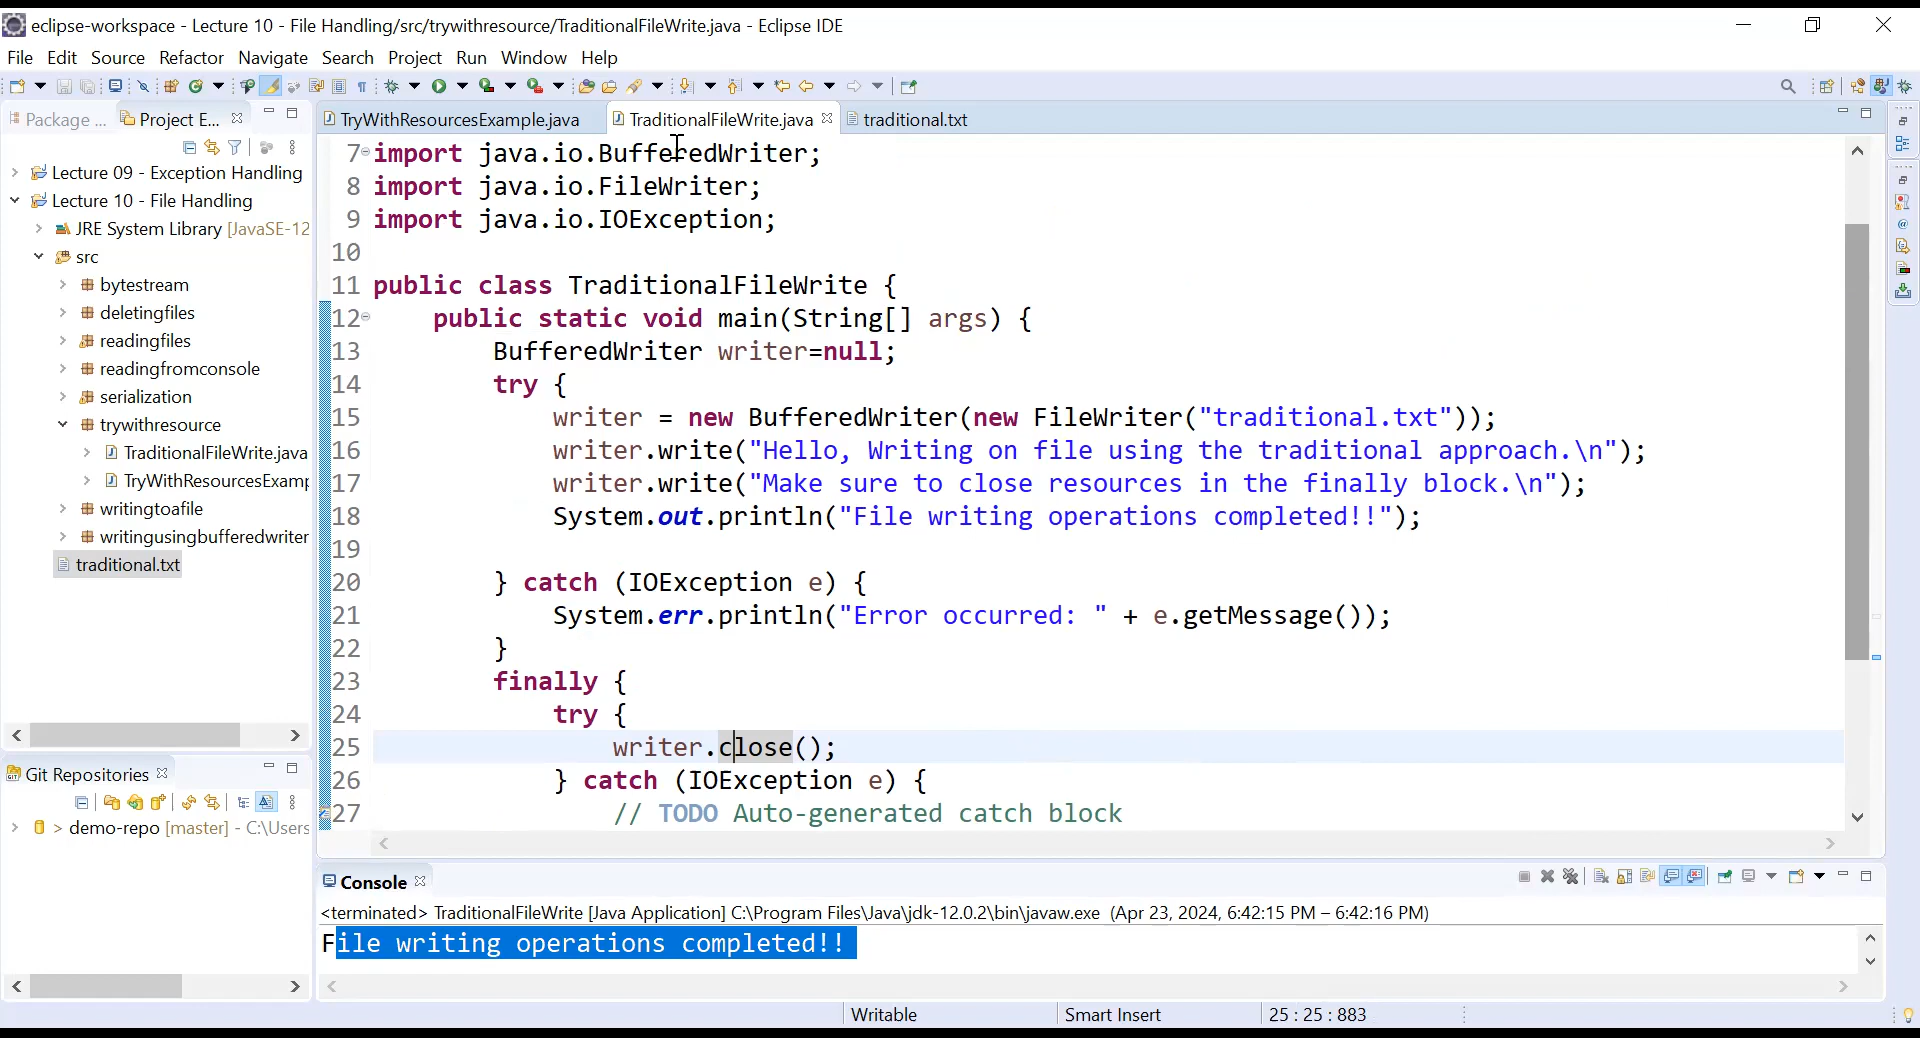 eclipse-workspace - Lecture 10 - File Handling/src/trywithresource/TraditionalFileWrite.java - Eclipse IDE
File Edit Source Refactor Navigate Search Project Run Window Help
Package ... Project E...
TryWithResourcesExample.java TraditionalFileWrite.java traditional.txt
Lecture 09 - Exception Handling
Lecture 10 - File Handling
JRE System Library [JavaSE-12
src
bytestream
deletingfiles
readingfiles
readingfromconsole
serialization
trywithresource
TraditionalFileWrite.java
TryWithResourcesExamp
writingtoafile
writingusingbufferedwriter
traditional.txt
7 import java.io.BufferedWriter;
8 import java.io.FileWriter;
9 import java.io.IOException;
10
11 public class TraditionalFileWrite {
12 public static void main(String[] args) {
13 BufferedWriter writer=null;
14 try {
15 writer = new BufferedWriter(new FileWriter("traditional.txt"));
16 writer.write("Hello, Writing on file using the traditional approach.\n");
17 writer.write("Make sure to close resources in the finally block.\n");
18 System.out.println("File writing operations completed!!");
19
20 } catch (IOException e) {
21 System.err.println("Error occurred: " + e.getMessage());
22 }
23 finally {
24 try {
25 writer.close();
26 } catch (IOException e) {
27 // TODO Auto-generated catch block
Git Repositories
> demo-repo [master] - C:\Users
Console
<terminated> TraditionalFileWrite [Java Application] C:\Program Files\Java\jdk-12.0.2\bin\javaw.exe (Apr 23, 2024, 6:42:15 PM – 6:42:16 PM)
File writing operations completed!!
Writable Smart Insert 25 : 25 : 883